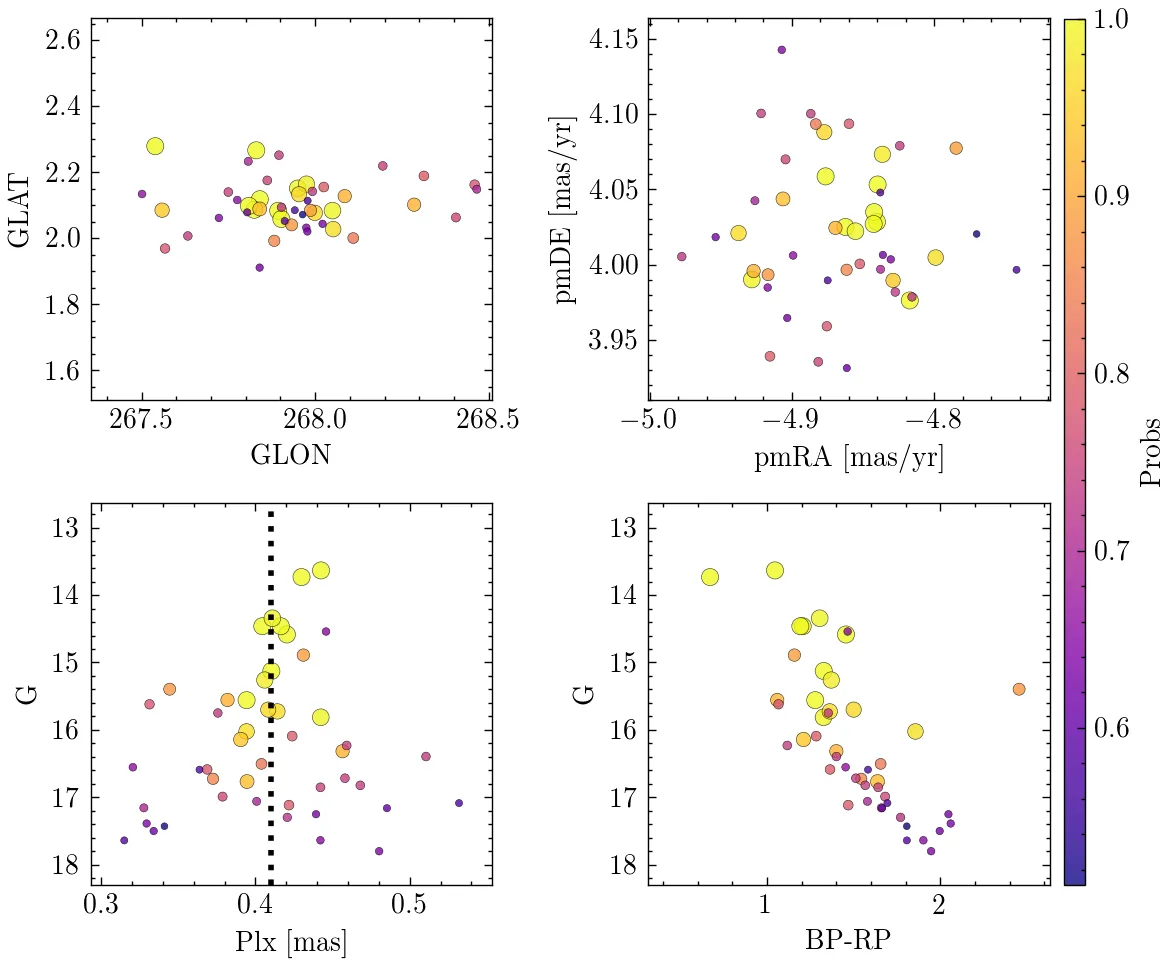 2.6
2.4
2.2
2.0
1.8
1.6
GLAT
267.5 268.0 268.5
GLON
4.15
4.10
4.05
4.00
3.95
pmDE [mas/yr]
−5.0 −4.9 −4.8
pmRA [mas/yr]
1.0
0.9
0.8
0.7
0.6
Probs
13
14
15
16
17
18
G
0.3 0.4 0.5
Plx [mas]
13
14
15
16
17
18
G
1 2
BP-RP